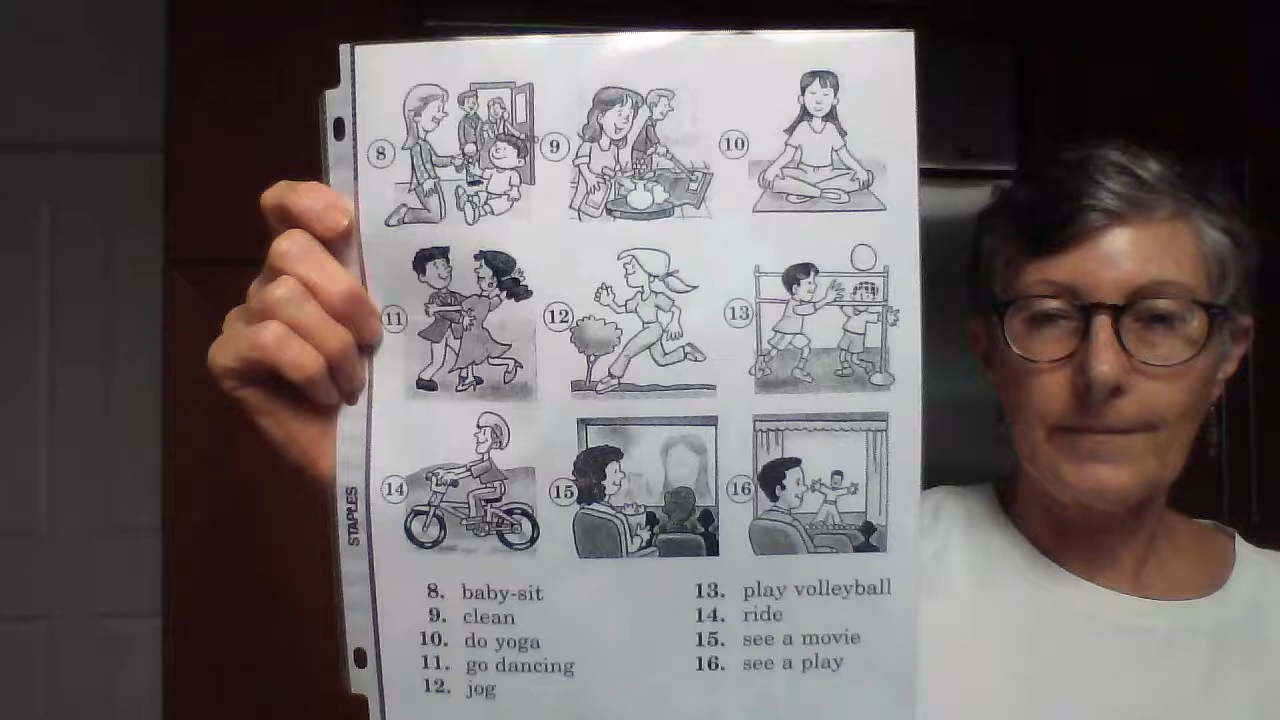 8
9
10
11
12
13
14
15
16
STAPLES
8. baby-sit
9. clean
10. do yoga
11. go dancing
12. jog
13. play volleyball
14. ride
15. see a movie
16. see a play